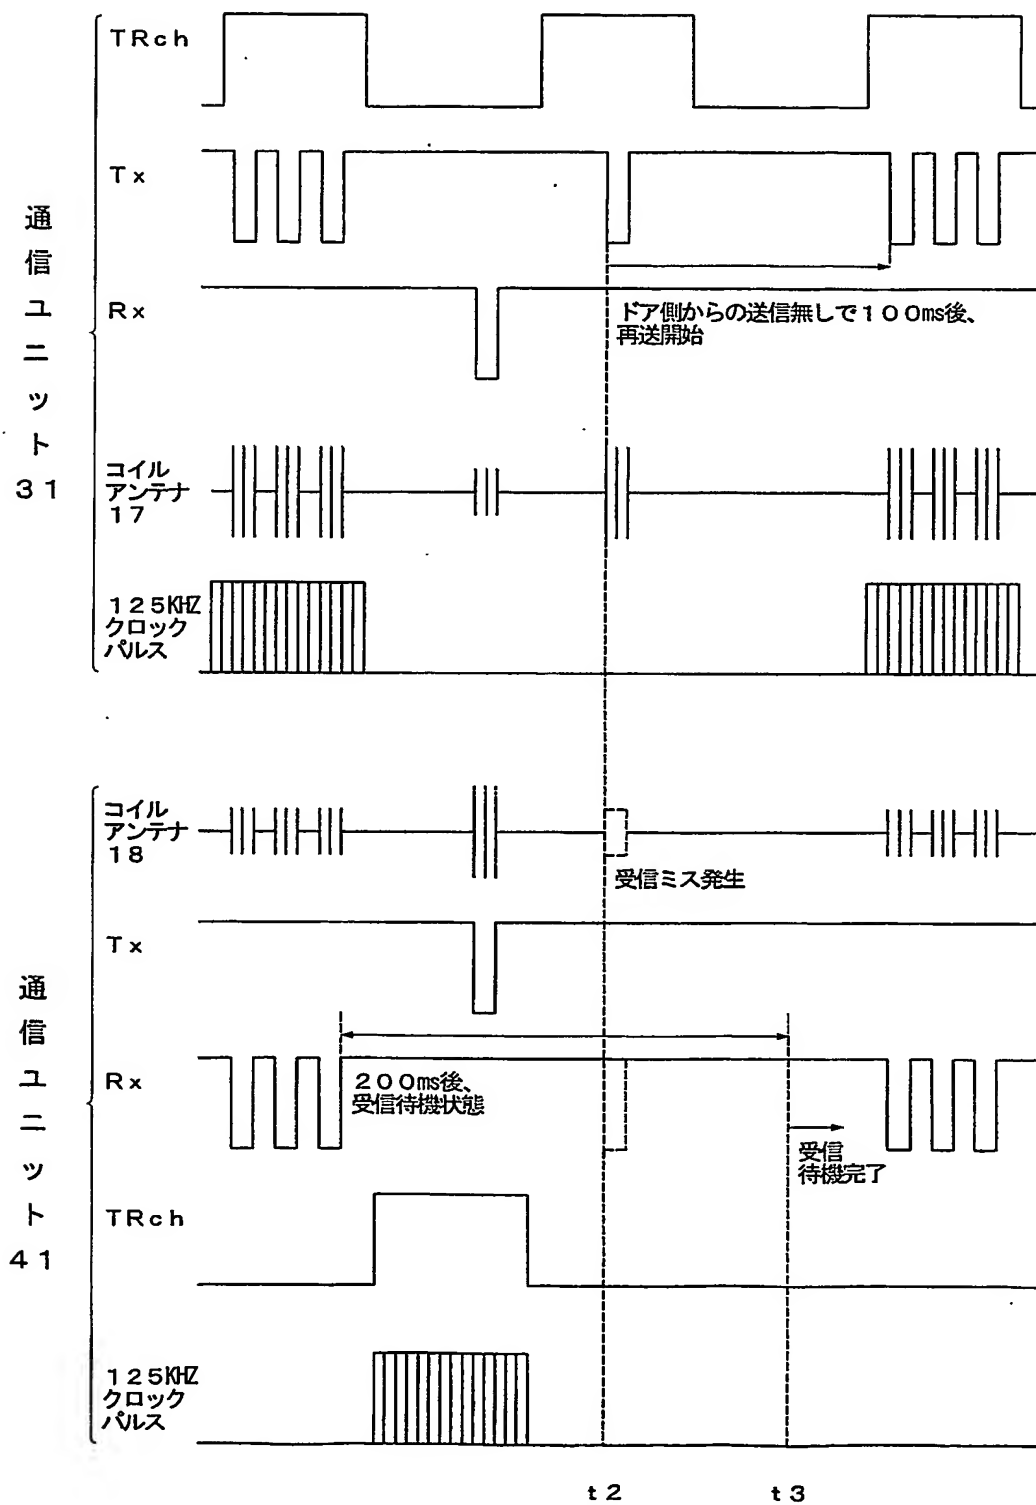 TRch
Tx
Rx
ドア側からの送信無しで100ms後、
再送開始
通信ユニット31
コイル
アンテナ
17
125KHZ
クロック
パルス
コイル
アンテナ
18
受信ミス発生
Tx
通信ユニット41
Rx
200ms後、
受信待機状態
受信
待機完了
TRch
125KHZ
クロック
パルス
t2
t3